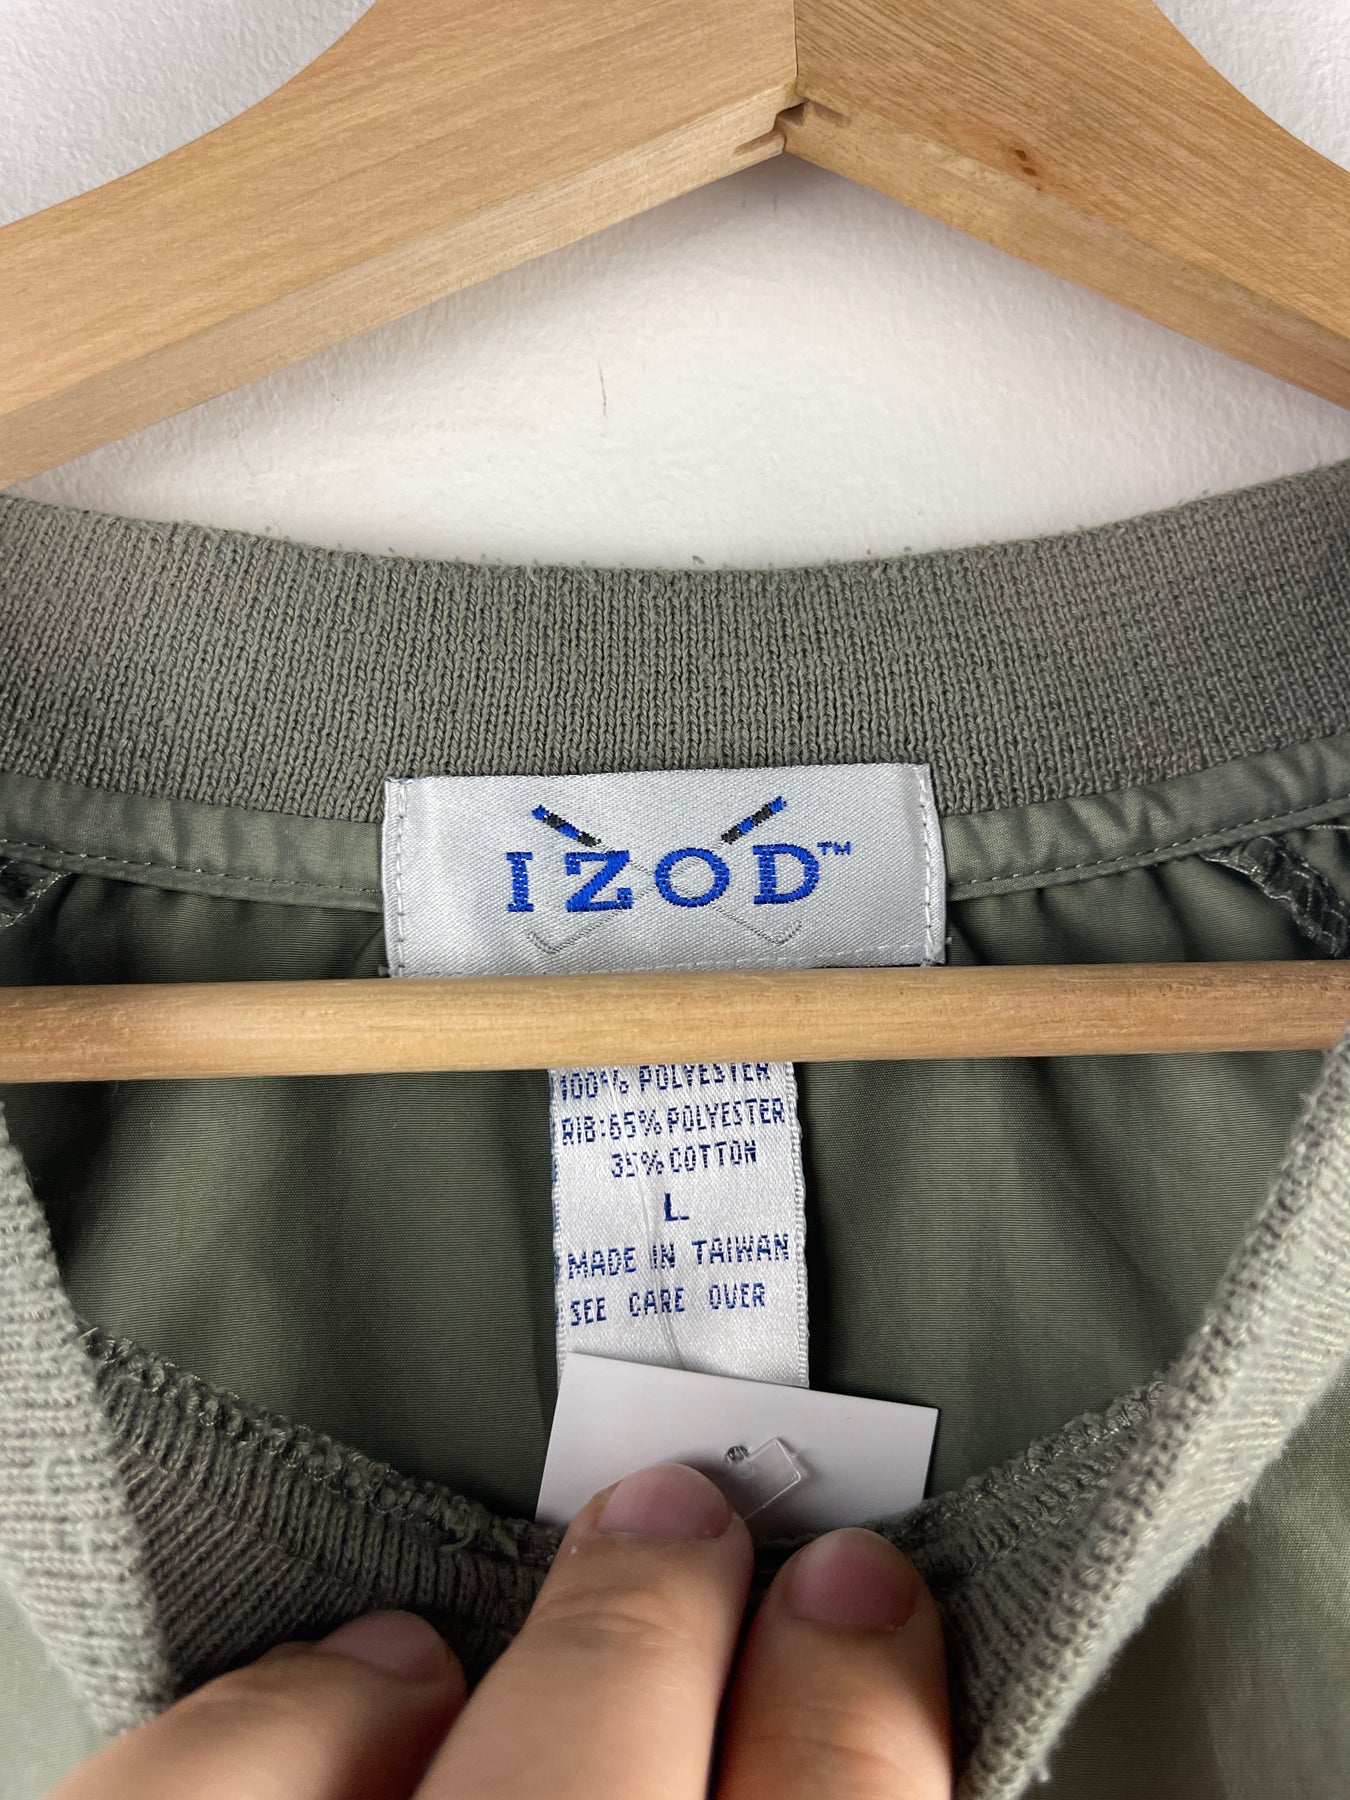 IZOD™
100% POLYESTER
RIB:65% POLYESTER
35% COTTON
L
MADE IN TAIWAN
SEE CARE OVER